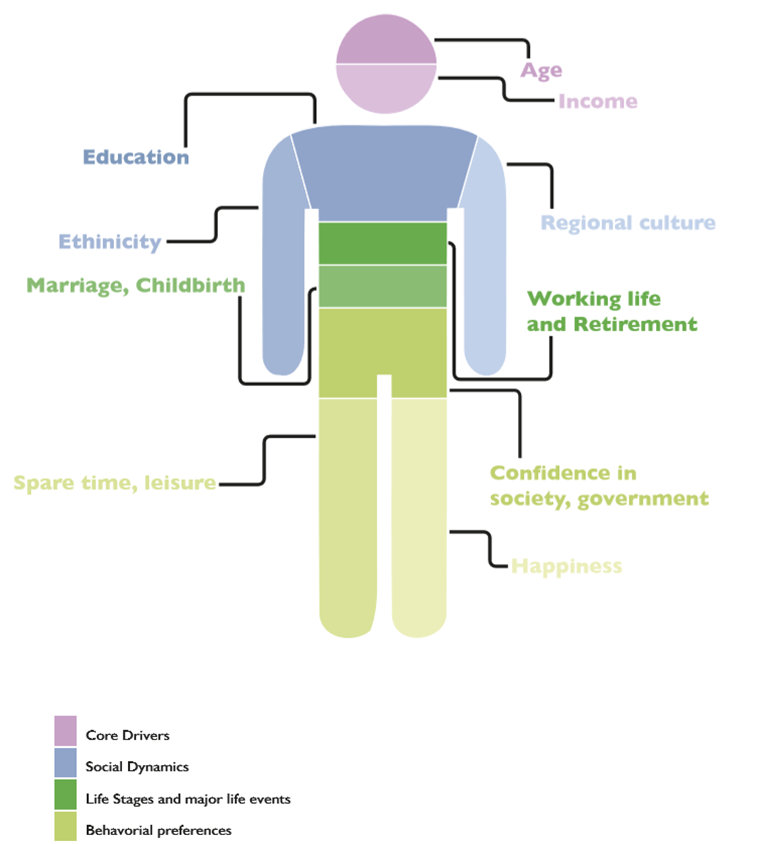 Age
Income
Education
Regional culture
Ethinicity
Marriage, Childbirth
Working life
and Retirement
Spare time, leisure
Confidence in
society, government
Happiness
Core Drivers
Social Dynamics
Life Stages and major life events
Behavorial preferences